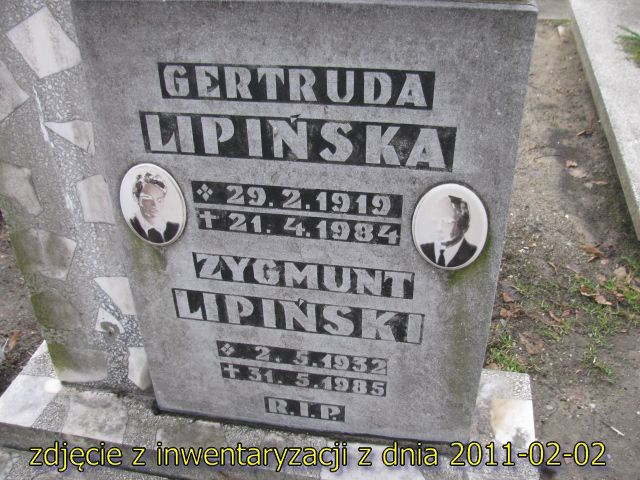 GERTRUDA
LIPIŃSKA
29.2.1919
† 21.4.1984
ZYGMUNT
LIPIŃSKI
2.5.1932
† 31.5.1985
R.I.P.
zdjęcie z inwentaryzacji z dnia 2011-02-02